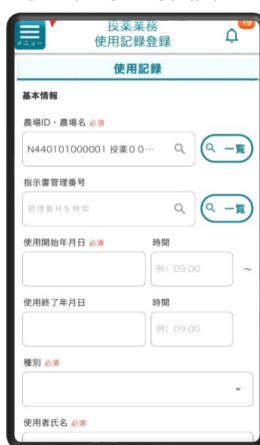 投薬業務
19
メニュー
使用記録登録
使用記録
基本情報
農場ID・農場名 必須
N440101000001 投薬００… 一覧
指示書管理番号
管理番号を検索 一覧
使用開始年月日 必須 時間
例）09:00 ~
使用終了年月日 時間
例）09:00
種別 必須
使用者氏名 必須